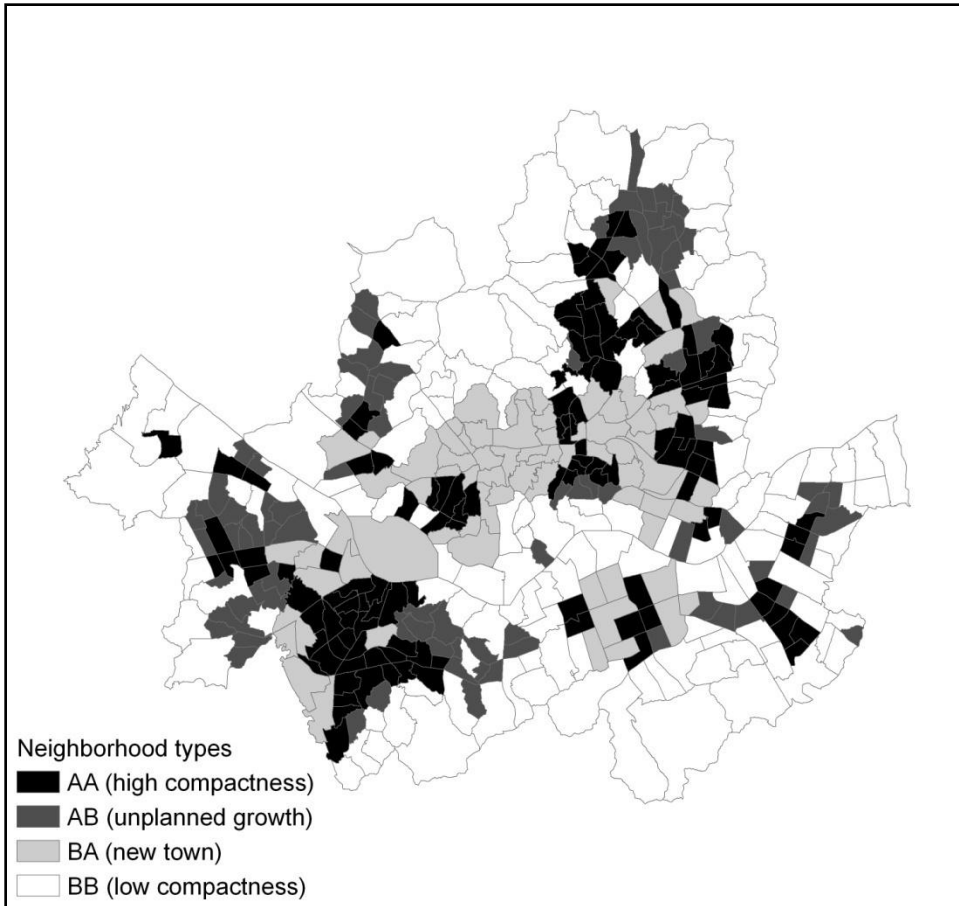 Neighborhood types
AA (high compactness)
AB (unplanned growth)
BA (new town)
BB (low compactness)